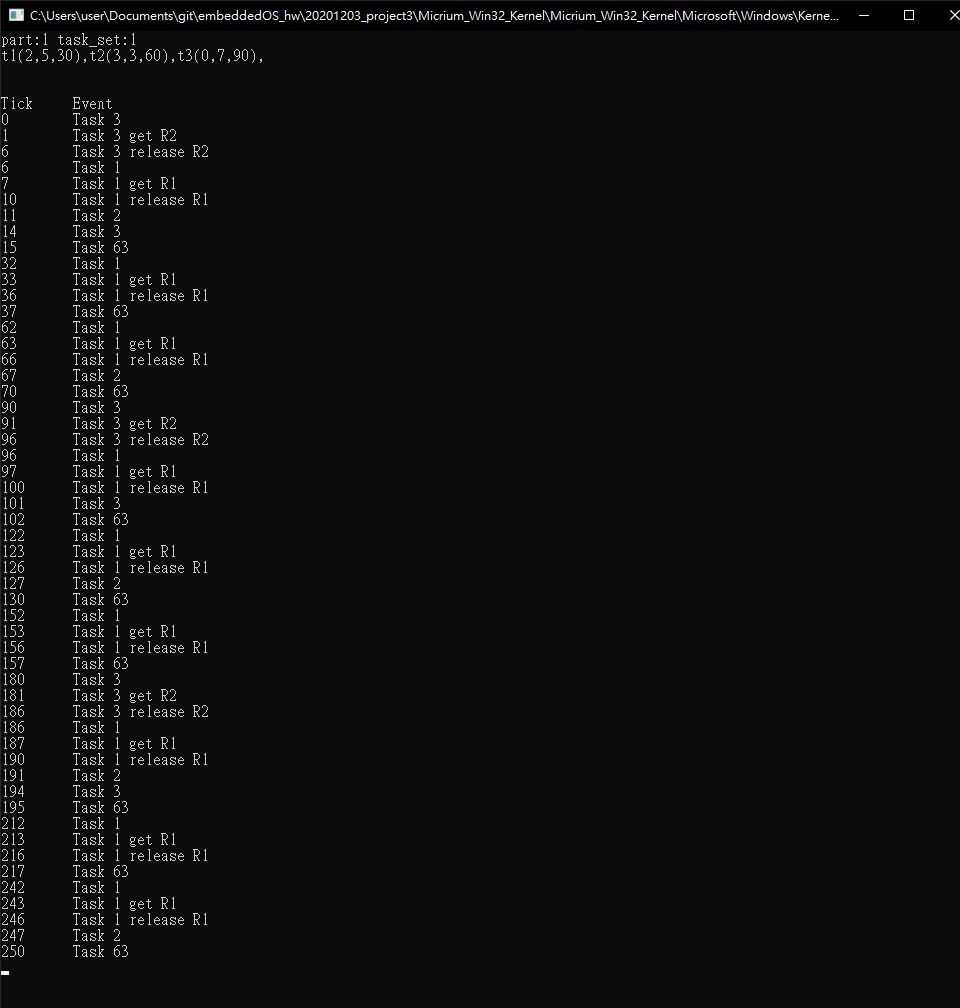 C:\Users\user\Documents\git\embeddedOS_hw\20201203_project3\Micrium_Win32_Kernel\Micrium_Win32_Kernel\Microsoft\Windows\Kerne...
part:1 task_set:1
t1(2,5,30),t2(3,3,60),t3(0,7,90),
Tick Event
0 Task 3
1 Task 3 get R2
6 Task 3 release R2
6 Task 1
7 Task 1 get R1
10 Task 1 release R1
11 Task 2
14 Task 3
15 Task 63
32 Task 1
33 Task 1 get R1
36 Task 1 release R1
37 Task 63
62 Task 1
63 Task 1 get R1
66 Task 1 release R1
67 Task 2
70 Task 63
90 Task 3
91 Task 3 get R2
96 Task 3 release R2
96 Task 1
97 Task 1 get R1
100 Task 1 release R1
101 Task 3
102 Task 63
122 Task 1
123 Task 1 get R1
126 Task 1 release R1
127 Task 2
130 Task 63
152 Task 1
153 Task 1 get R1
156 Task 1 release R1
157 Task 63
180 Task 3
181 Task 3 get R2
186 Task 3 release R2
186 Task 1
187 Task 1 get R1
190 Task 1 release R1
191 Task 2
194 Task 3
195 Task 63
212 Task 1
213 Task 1 get R1
216 Task 1 release R1
217 Task 63
242 Task 1
243 Task 1 get R1
246 Task 1 release R1
247 Task 2
250 Task 63